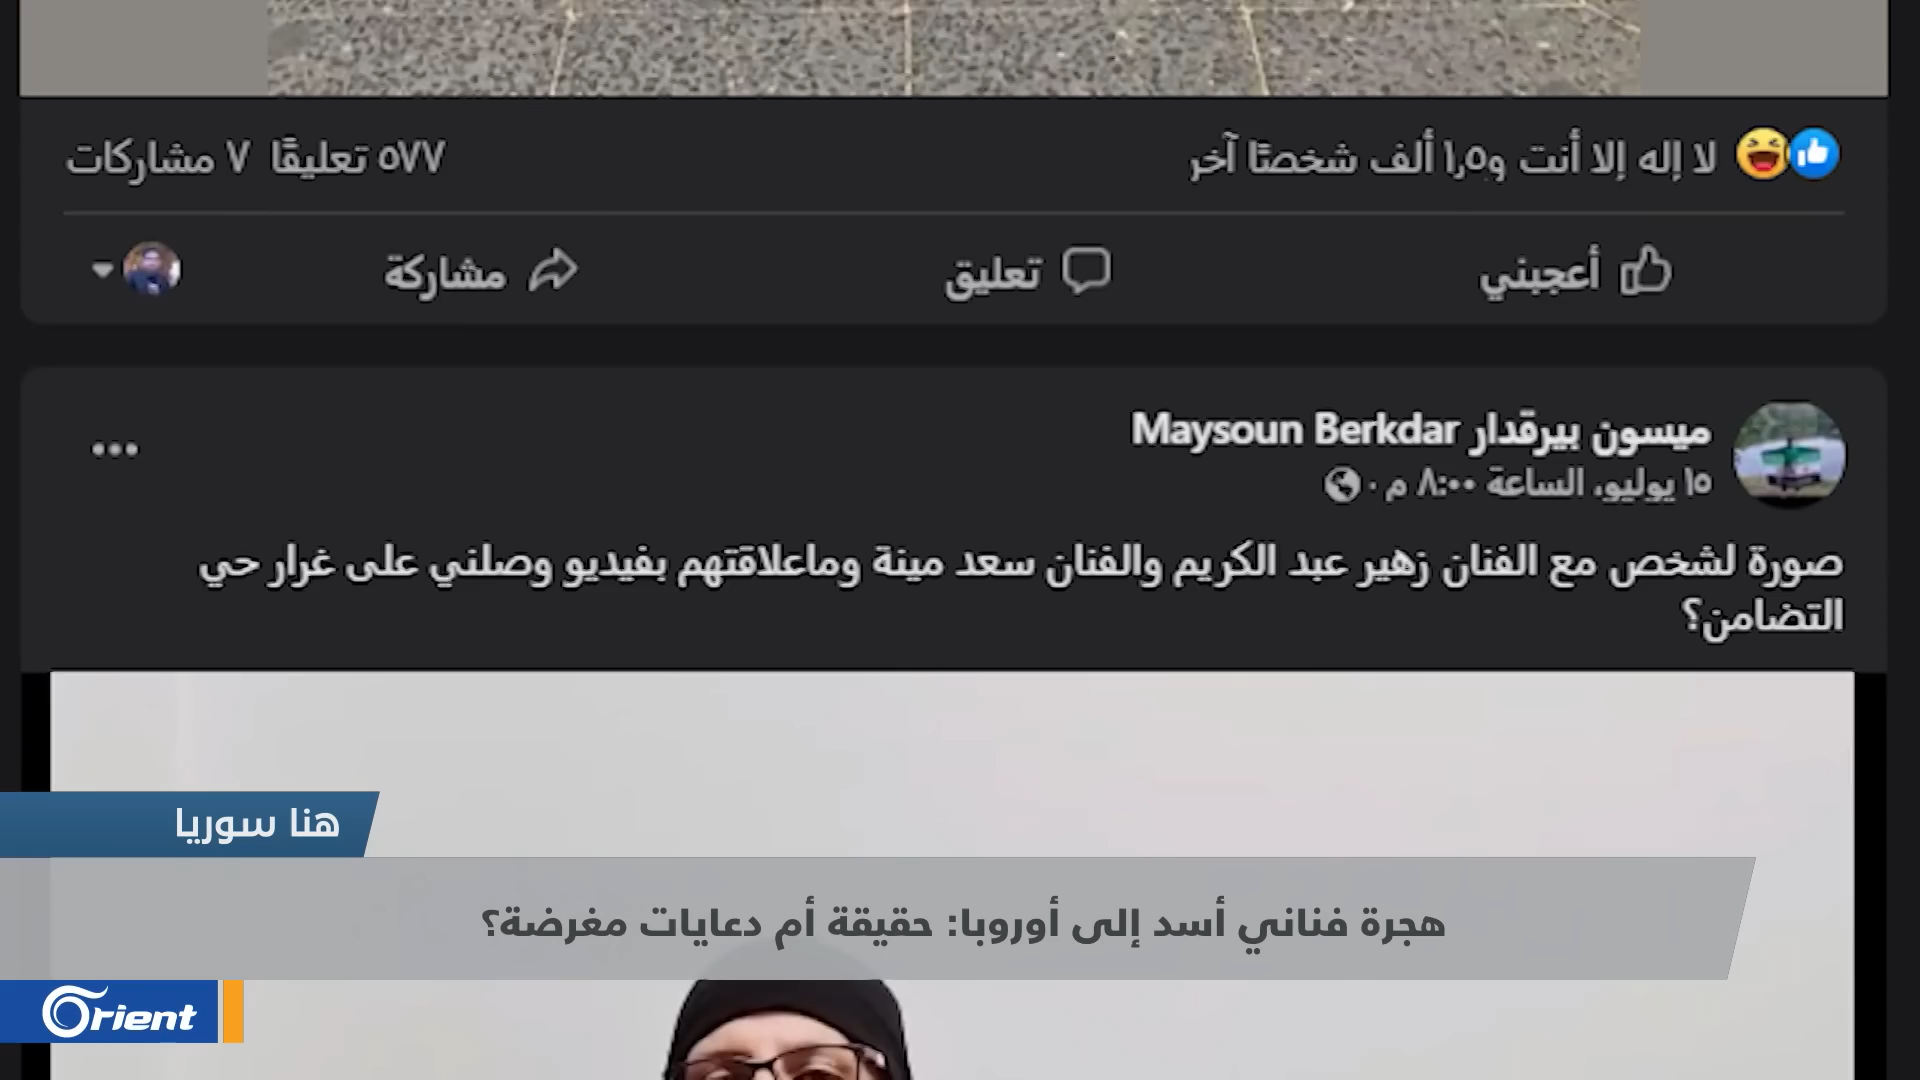 لا إله إلا أنت و١,٥ ألف شخصًا آخر
٥٧٧ تعليقًا ٧ مشاركات
أعجبني
تعليق
مشاركة
ميسون بيرقدار Maysoun Berkdar
١٥ يوليو، الساعة ٨:٠٠ م ·
صورة لشخص مع الفنان زهير عبد الكريم والفنان سعد مينة وماعلاقتهم بفيديو وصلني على غرار حي
التضامن؟
هنا سوريا
هجرة فناني أسد إلى أوروبا: حقيقة أم دعايات مغرضة؟
Orient